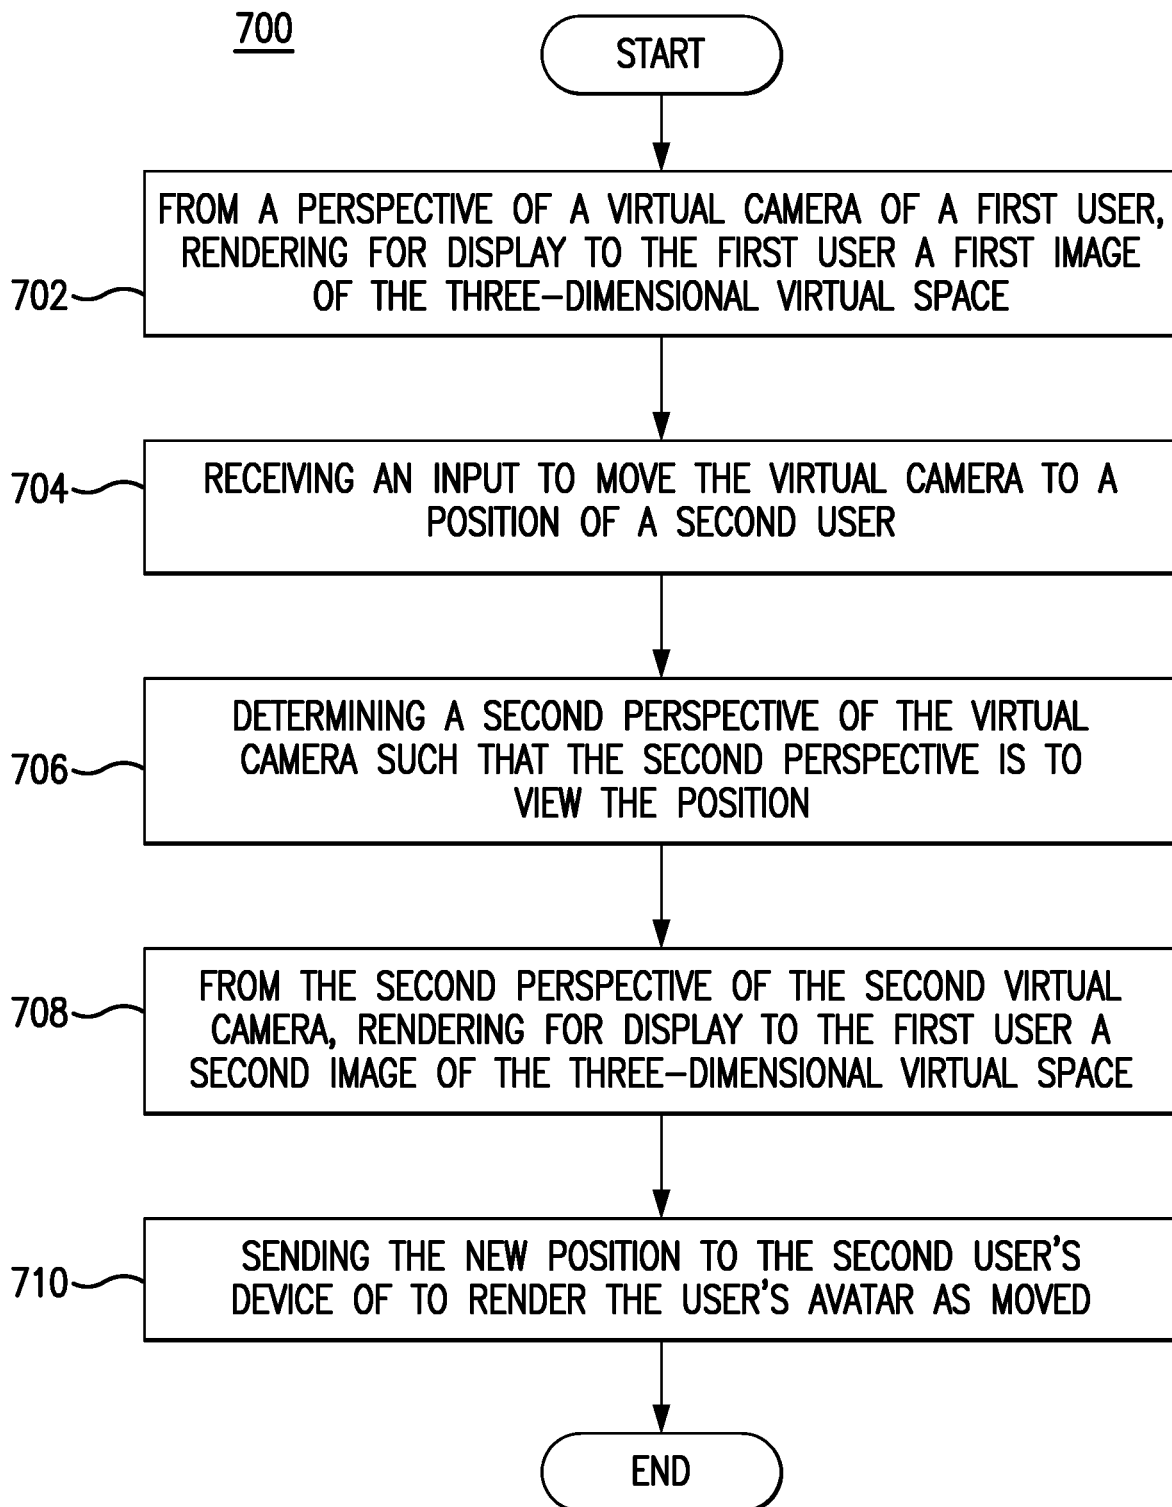 700
START
FROM A PERSPECTIVE OF A VIRTUAL CAMERA OF A FIRST USER,
RENDERING FOR DISPLAY TO THE FIRST USER A FIRST IMAGE
OF THE THREE-DIMENSIONAL VIRTUAL SPACE
702
RECEIVING AN INPUT TO MOVE THE VIRTUAL CAMERA TO A
POSITION OF A SECOND USER
704
DETERMINING A SECOND PERSPECTIVE OF THE VIRTUAL
CAMERA SUCH THAT THE SECOND PERSPECTIVE IS TO
VIEW THE POSITION
706
FROM THE SECOND PERSPECTIVE OF THE SECOND VIRTUAL
CAMERA, RENDERING FOR DISPLAY TO THE FIRST USER A
SECOND IMAGE OF THE THREE-DIMENSIONAL VIRTUAL SPACE
708
SENDING THE NEW POSITION TO THE SECOND USER'S
DEVICE OF TO RENDER THE USER'S AVATAR AS MOVED
710
END